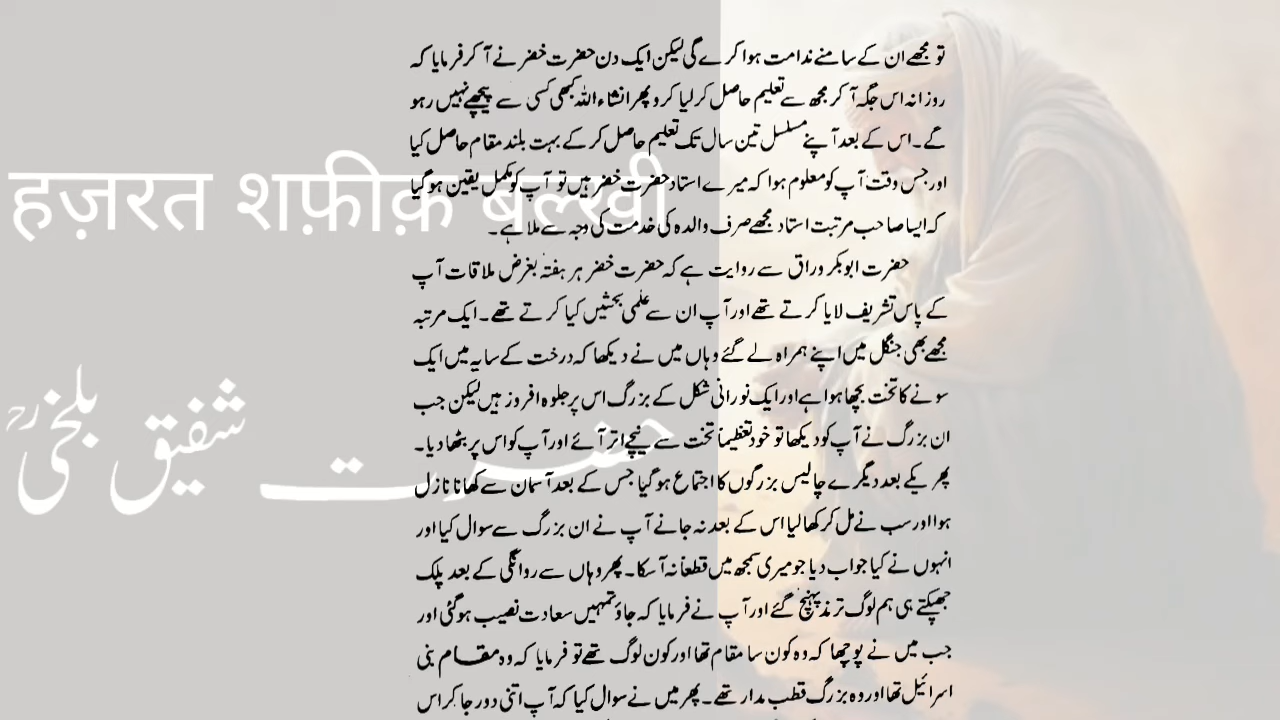 تو مجھے ان کے سامنے ندامت ہوا کرے گی لیکن ایک دن حضرت خضر نے آ کر فرمایا کہ
روزانہ اس جگہ آ کر مجھ سے تعلیم حاصل کر لیا کرو پھر انشاء اللہ کبھی کسی سے پیچھے نہیں رہو
گے۔ اس کے بعد آپنے مسلسل تین سال تک تعلیم حاصل کر کے بہت بلند مقام حاصل کیا
اور جس وقت آپ کو معلوم ہوا کہ میرے استاد حضرت خضر ہیں تو آپ کو مکمل یقین ہو گیا
کہ ایسا صاحب مرتبت استاد مجھے صرف والدہ کی خدمت کی وجہ سے ملا ہے۔
हज़रत शफ़ीक़ बल्खी
حضرت ابوبکر وراق سے روایت ہے کہ حضرت خضر ہر ہفتہ بغرض ملاقات آپ
کے پاس تشریف لایا کرتے تھے اور آپ ان سے علمی بحثیں کیا کرتے تھے۔ ایک مرتبہ
مجھے بھی جنگل میں اپنے ہمراہ لے گئے وہاں میں نے دیکھا کہ درخت کے سایہ میں ایک
سونے کا تخت بچھا ہوا ہے اور ایک نورانی شکل کے بزرگ اس پر جلوہ افروز ہیں لیکن جب
ان بزرگ نے آپ کو دیکھا تو خود تعظیماً تخت سے نیچے اتر آئے اور آپ کو اس پر بٹھا دیا۔
حضرت شفیق بلخیؒ
پھر یکے بعد دیگرے چالیس بزرگوں کا اجتماع ہو گیا جس کے بعد آسمان سے کھانا نازل
ہوا اور سب نے مل کر کھا لیا اس کے بعد نہ جانے آپ نے ان بزرگ سے سوال کیا اور
انہوں نے کیا جواب دیا جو میری سمجھ میں قطعاً نہ آ سکا۔ پھر وہاں سے روانگی کے بعد پلک
جھپکتے ہی ہم لوگ ترمذ پہنچ گئے اور آپ نے فرمایا کہ جاؤ تمہیں سعادت نصیب ہو گئی اور
جب میں نے پوچھا کہ وہ کون سا مقام تھا اور کون لوگ تھے تو فرمایا کہ وہ مقام بنی
اسرائیل تھا اور وہ بزرگ قطب مدار تھے۔ پھر میں نے سوال کیا کہ آپ اتنی دور جا کر اس